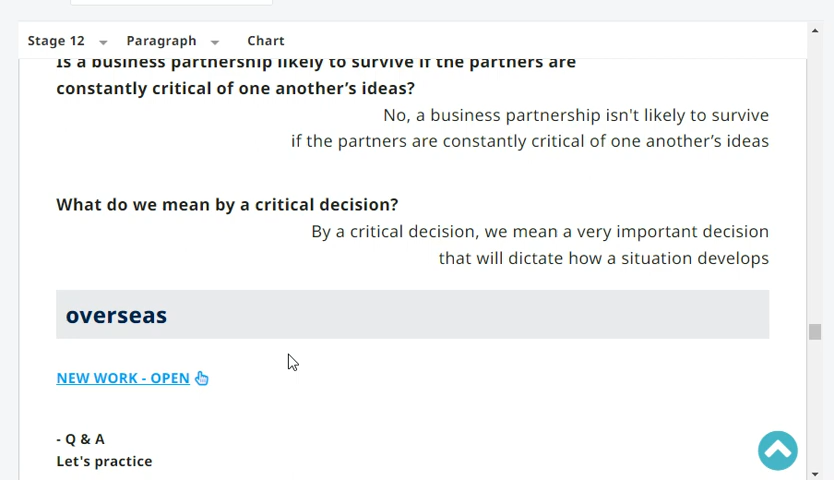 Stage 12 Paragraph Chart
Is a business partnership likely to survive if the partners are
constantly critical of one another’s ideas?
No, a business partnership isn't likely to survive
if the partners are constantly critical of one another’s ideas
What do we mean by a critical decision?
By a critical decision, we mean a very important decision
that will dictate how a situation develops
overseas
NEW WORK - OPEN
- Q & A
Let's practice